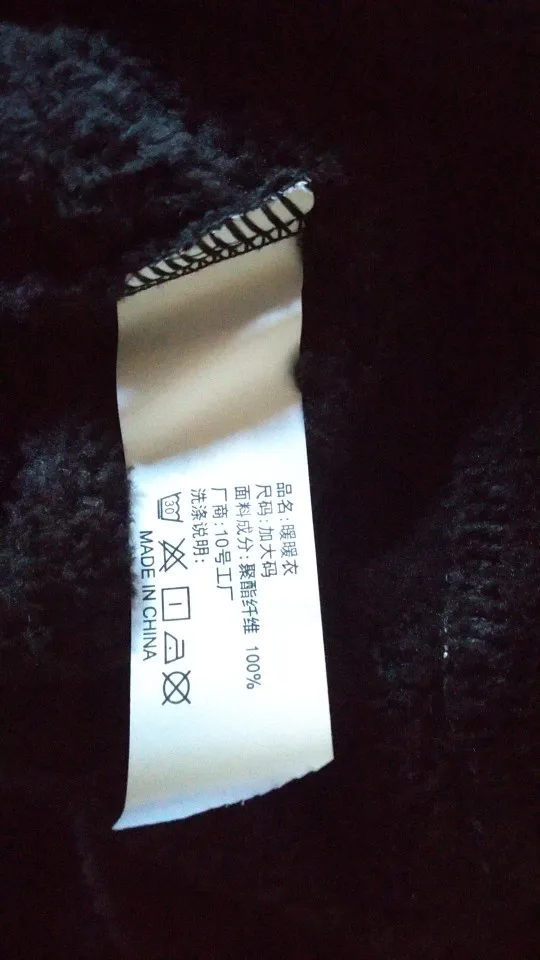 品名:暖暖衣
尺码:加大码
面料成分:聚酯纤维 100%
厂商:10号工厂
洗涤说明:
30
MADE IN CHINA